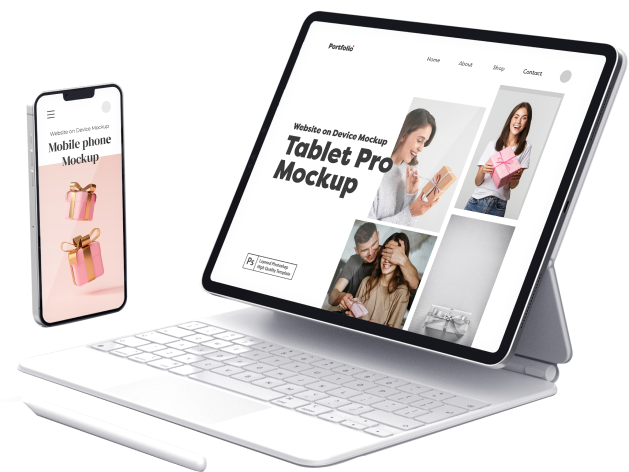 Portfolio
Home
About
Shop
Contact
Website on Device Mockup
Tablet Pro
Mockup
Ps
Layered Photoshop
High Quality Template
Website on Device Mockup
Mobile phone
Mockup